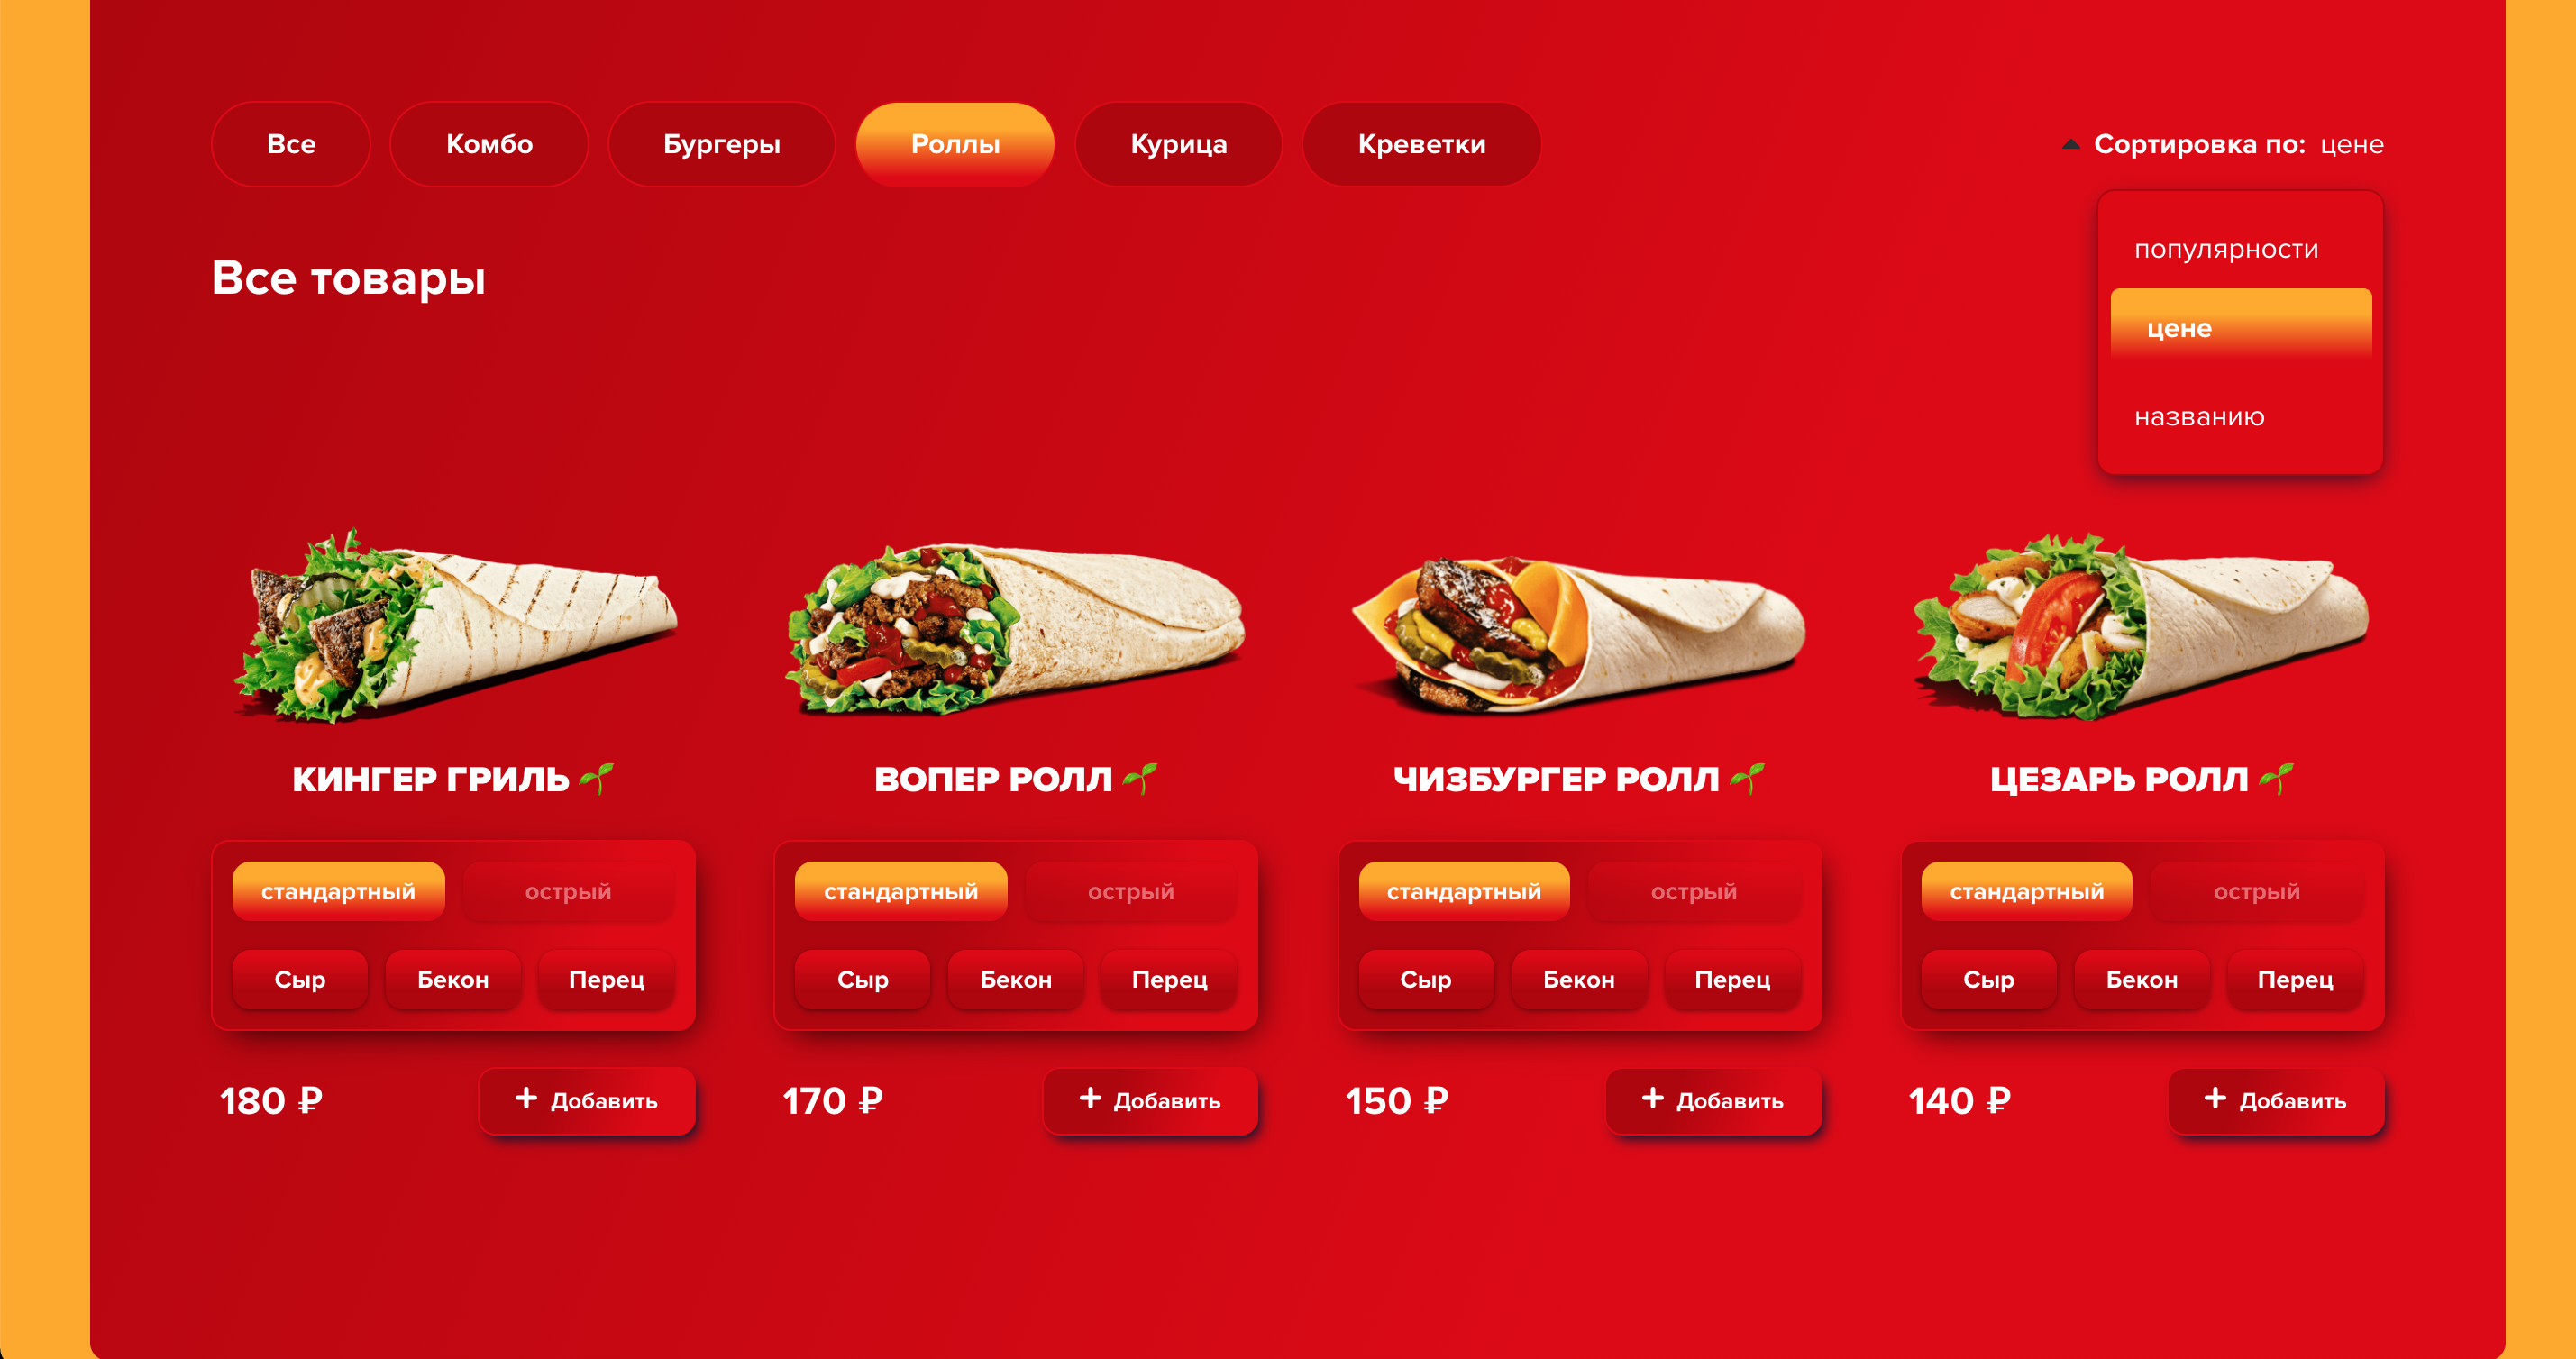 Все
Комбо
Бургеры
Роллы
Курица
Креветки
Сортировка по: цене
популярности
цене
названию
Все товары
КИНГЕР ГРИЛЬ
стандартный
острый
Сыр
Бекон
Перец
180 ₽
+ Добавить
ВОПЕР РОЛЛ
стандартный
острый
Сыр
Бекон
Перец
170 ₽
+ Добавить
ЧИЗБУРГЕР РОЛЛ
стандартный
острый
Сыр
Бекон
Перец
150 ₽
+ Добавить
ЦЕЗАРЬ РОЛЛ
стандартный
острый
Сыр
Бекон
Перец
140 ₽
+ Добавить